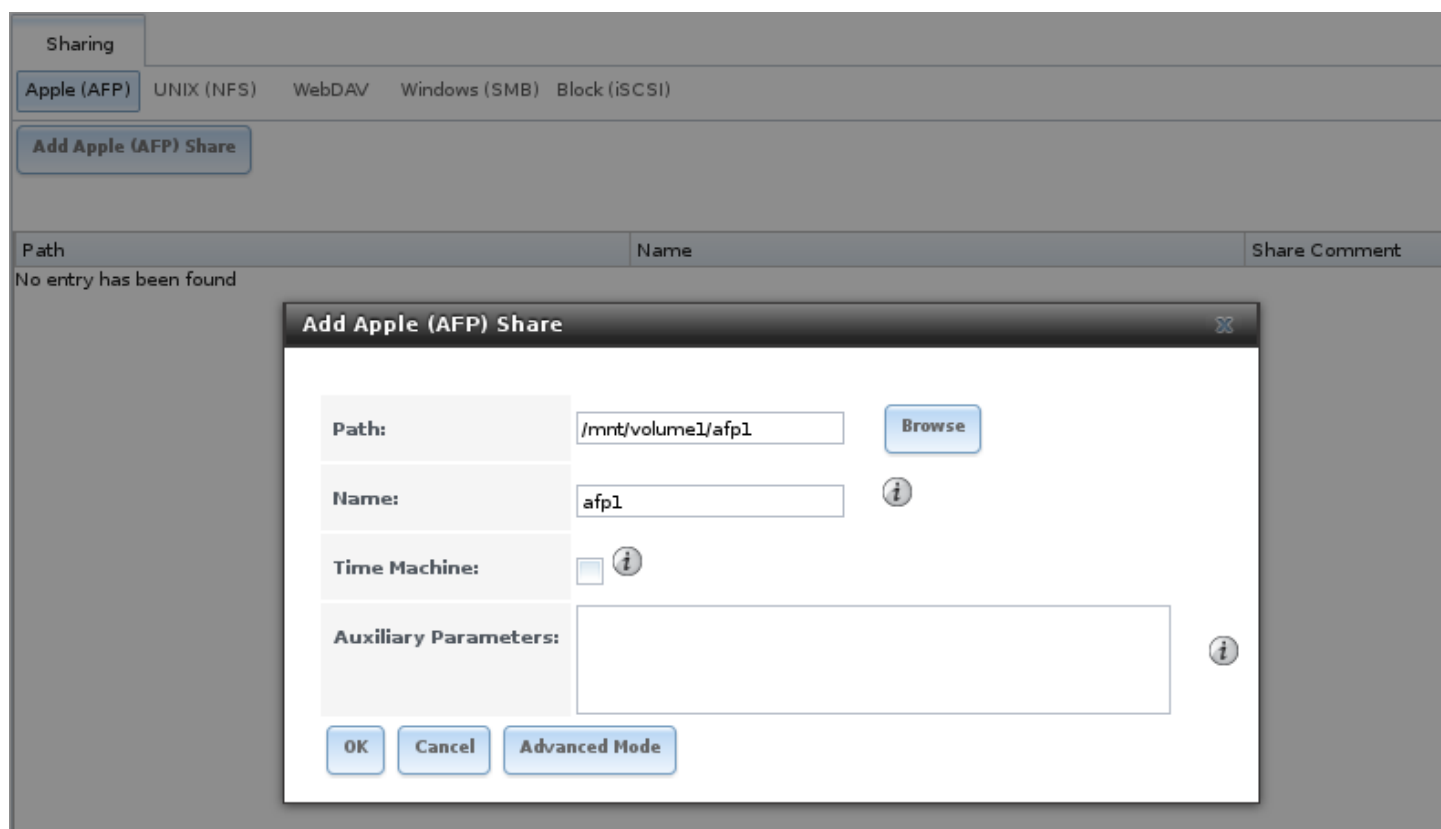 Sharing
Apple (AFP) UNIX (NFS) WebDAV Windows (SMB) Block (iSCSI)
Add Apple (AFP) Share
Path Name Share Comment
No entry has been found
Add Apple (AFP) Share
Path: /mnt/volume1/afp1 Browse
Name: afp1
Time Machine:
Auxiliary Parameters:
OK Cancel Advanced Mode